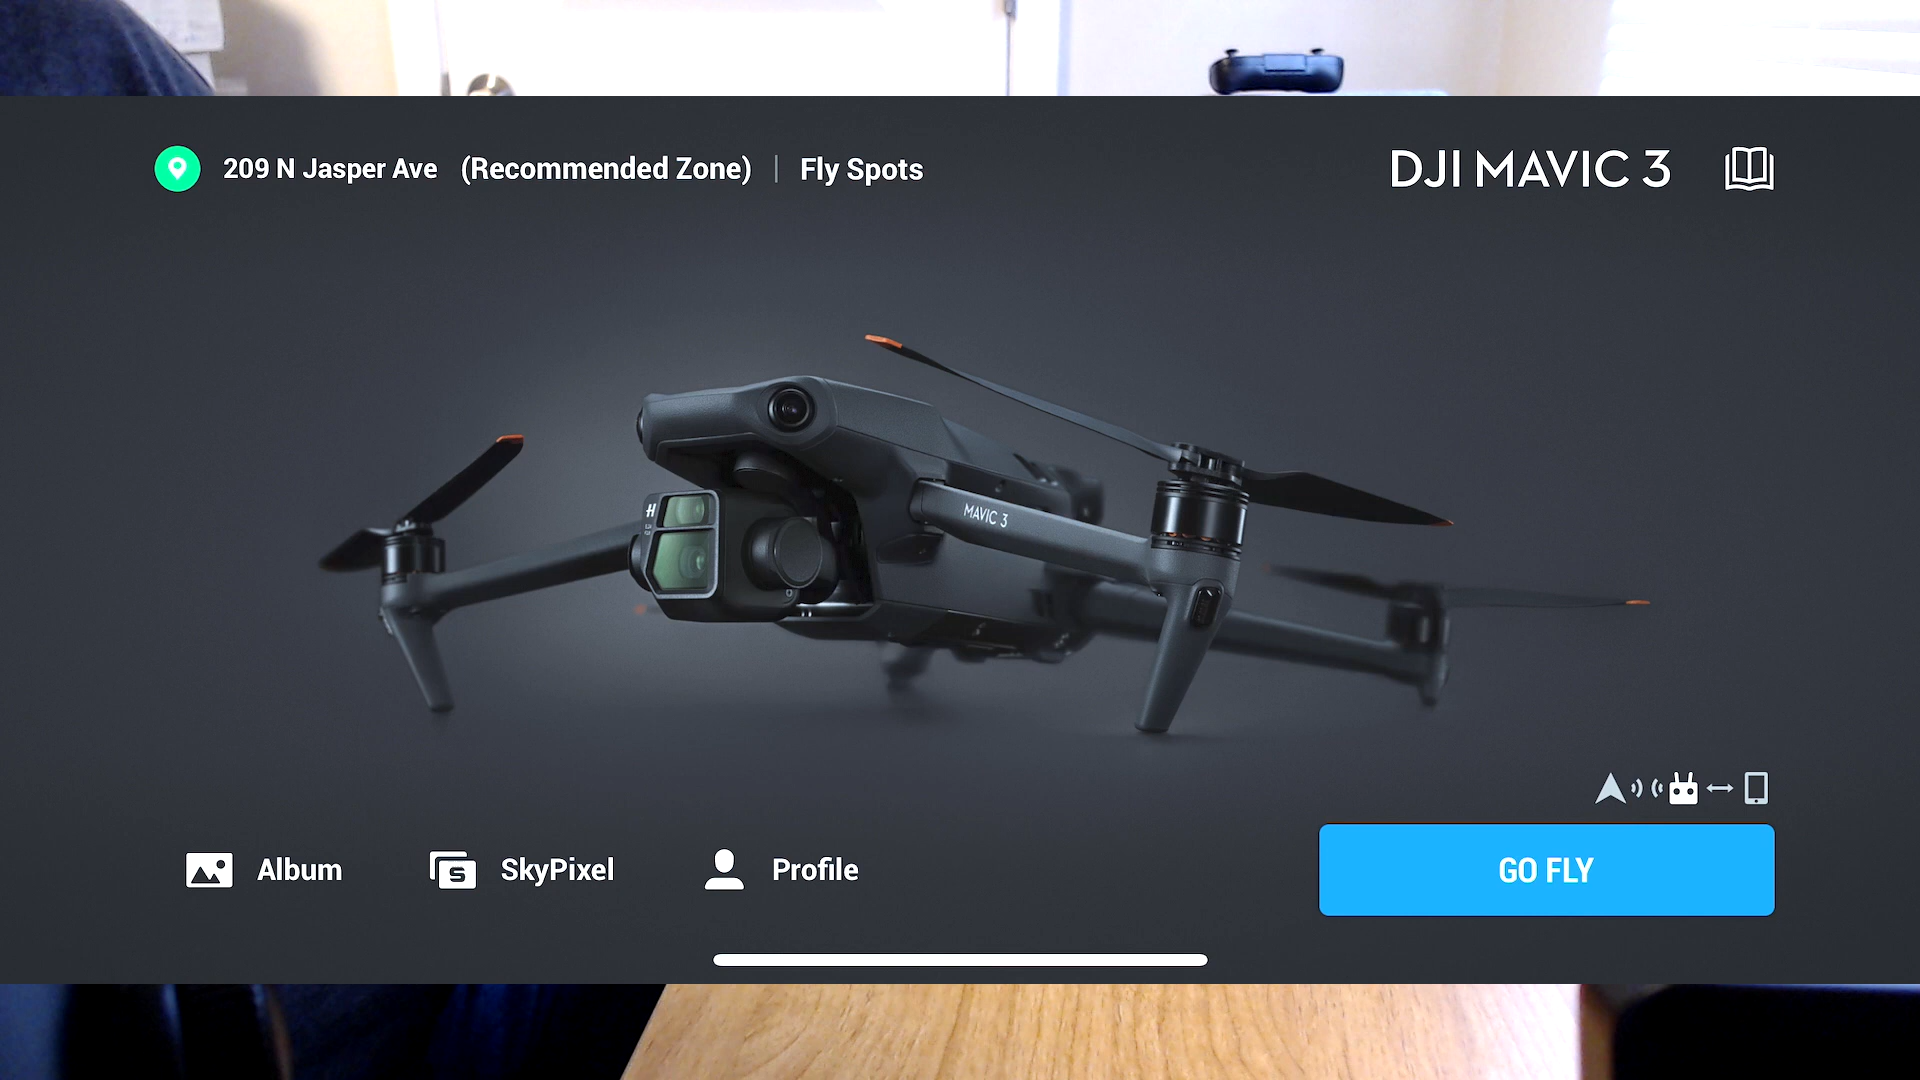 209 N Jasper Ave (Recommended Zone) | Fly Spots
DJI MAVIC 3
MAVIC 3
H
Album
SkyPixel
Profile
GO FLY